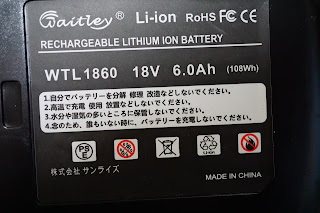 Waitley® Li-ion RoHS FC CE
RECHARGEABLE LITHIUM ION BATTERY
WTL1860 18V 6.0Ah (108Wh)
1.自分でバッテリーを分解 修理 改造などしないでください。
2.高温で充電 使用 放置などしないでください。
3.水分や湿気の多いところに保管しないでください。
4.念のため、誰もいない時に、バッテリーを充電しないでください。
PS E Li-ion
株式会社 サンライズ MADE IN CHINA